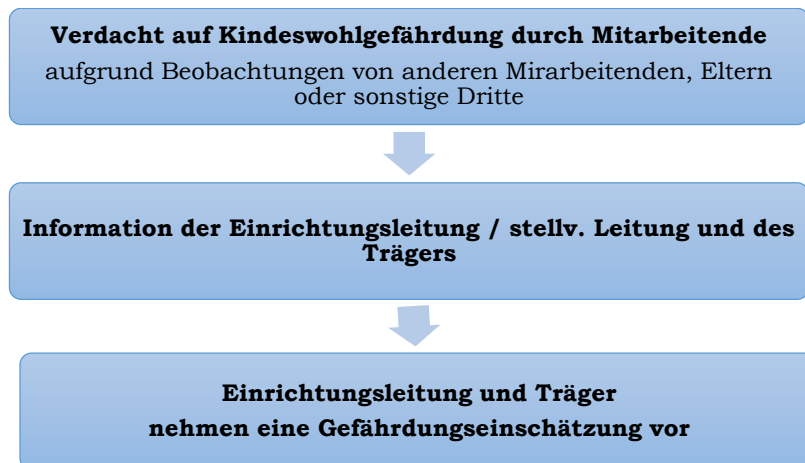 Verdacht auf Kindeswohlgefährdung durch Mitarbeitende
aufgrund Beobachtungen von anderen Mirarbeitenden, Eltern
oder sonstige Dritte
Information der Einrichtungsleitung / stellv. Leitung und des
Trägers
Einrichtungsleitung und Träger
nehmen eine Gefährdungseinschätzung vor